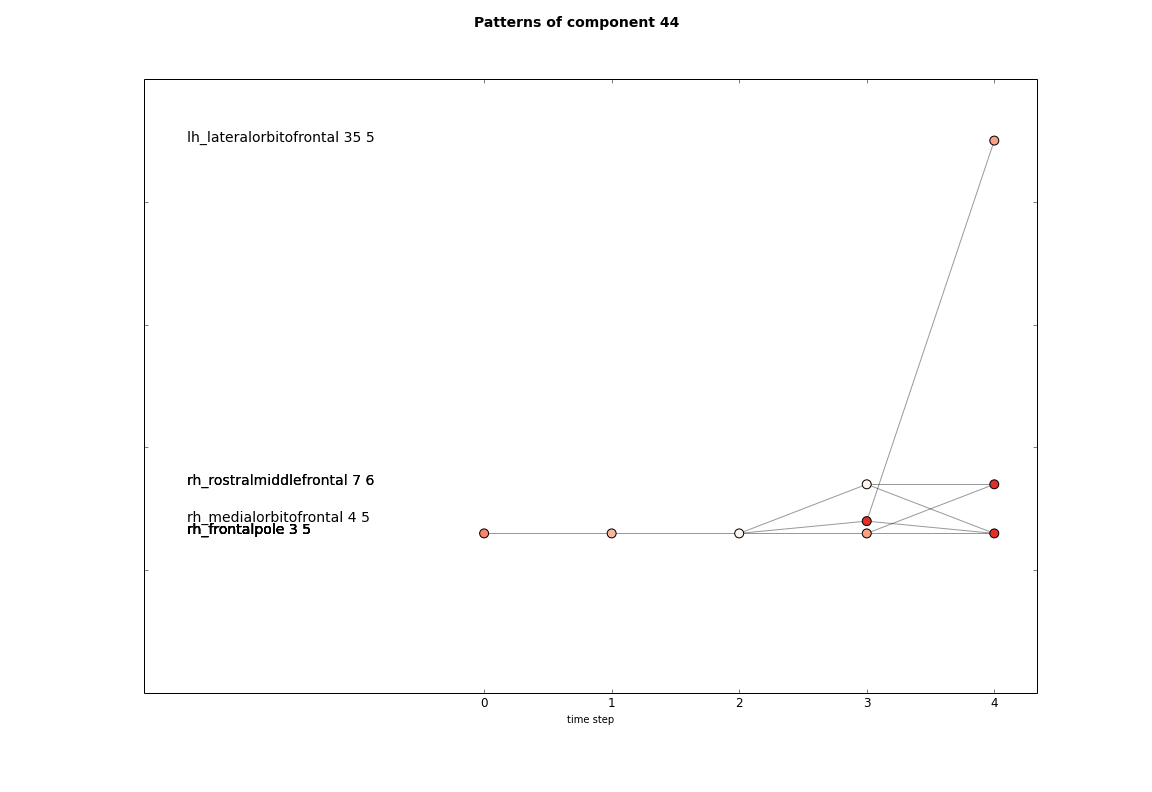 Patterns of component 44
lh_lateralorbitofrontal 35 5
rh_rostralmiddlefrontal 7 6
rh_medialorbitofrontal 4 5
rh_frontalpole 3 5
0 1 2 3 4
time step